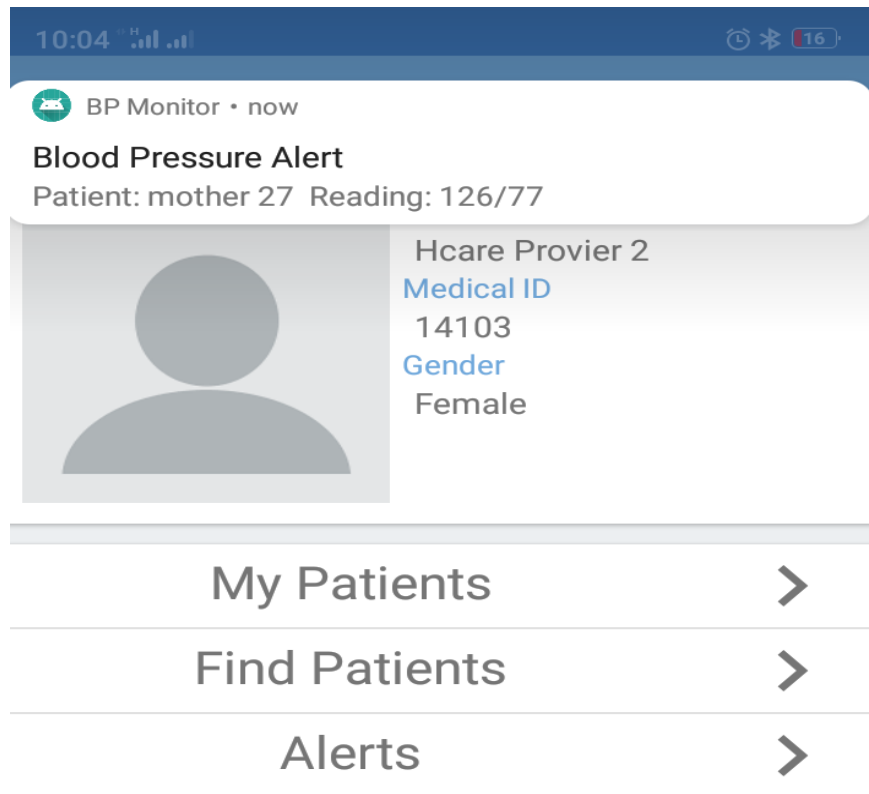 10:04 H
16
BP Monitor • now
Blood Pressure Alert
Patient: mother 27 Reading: 126/77
Hcare Provier 2
Medical ID
14103
Gender
Female
My Patients
Find Patients
Alerts